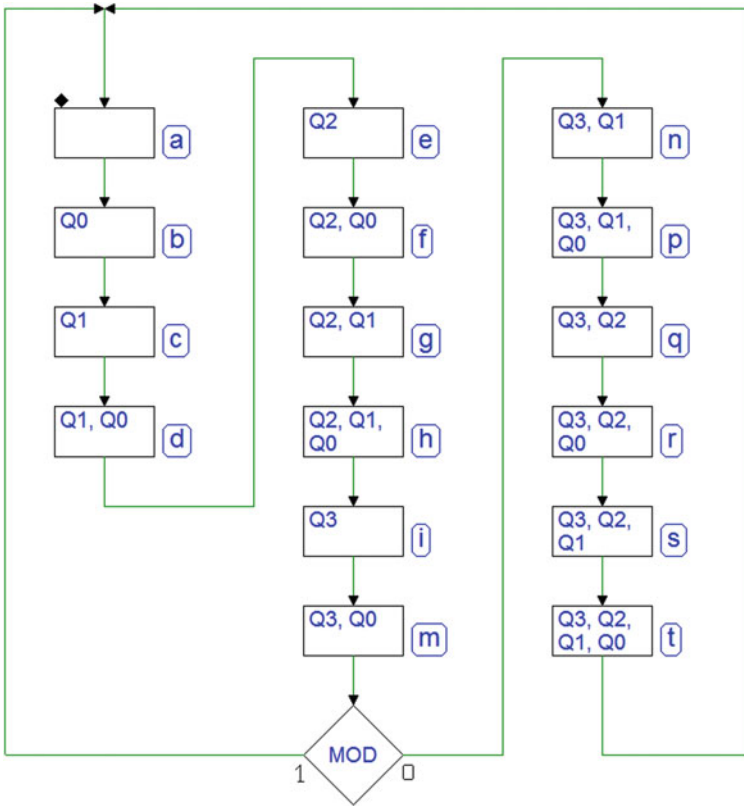 a
Q0
b
Q1
c
Q1, Q0
d
Q2
e
Q2, Q0
f
Q2, Q1
g
Q2, Q1,
Q0
h
Q3
i
Q3, Q0
m
MOD
1
0
Q3, Q1
n
Q3, Q1,
Q0
p
Q3, Q2
q
Q3, Q2,
Q0
r
Q3, Q2,
Q1
s
Q3, Q2,
Q1, Q0
t